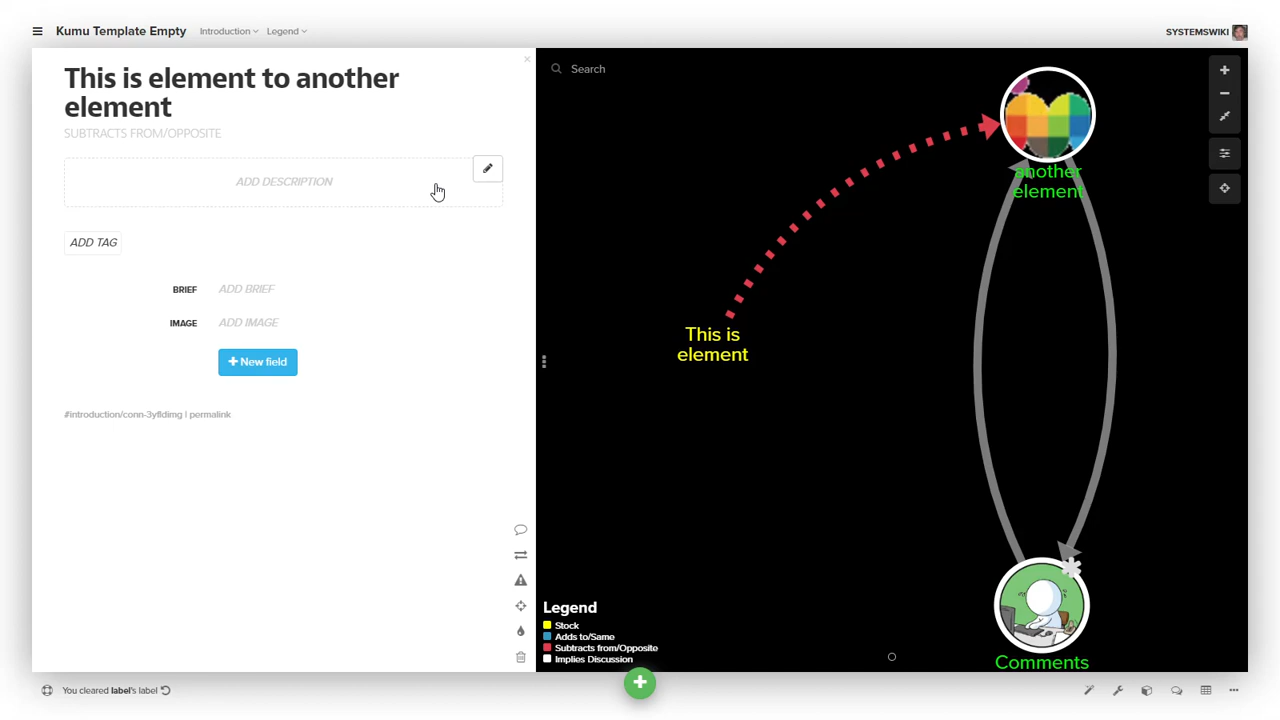 Kumu Template Empty
Introduction
Legend
SYSTEMSWIKI
This is element to another
element
SUBTRACTS FROM/OPPOSITE
ADD DESCRIPTION
ADD TAG
BRIEF
ADD BRIEF
IMAGE
ADD IMAGE
+ New field
#introduction/conn-3yfldimg | permalink
Search
another
element
This is
element
Comments
Legend
Stock
Adds to/Same
Subtracts from/Opposite
Implies Discussion
You cleared label's label